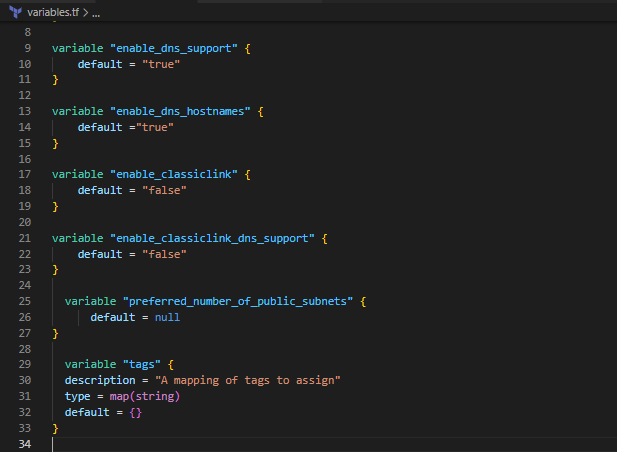 variables.tf > ...
8
9 variable "enable_dns_support" {
10 default = "true"
11 }
12
13 variable "enable_dns_hostnames" {
14 default ="true"
15 }
16
17 variable "enable_classiclink" {
18 default = "false"
19 }
20
21 variable "enable_classiclink_dns_support" {
22 default = "false"
23 }
24
25 variable "preferred_number_of_public_subnets" {
26 default = null
27 }
28
29 variable "tags" {
30 description = "A mapping of tags to assign"
31 type = map(string)
32 default = {}
33 }
34